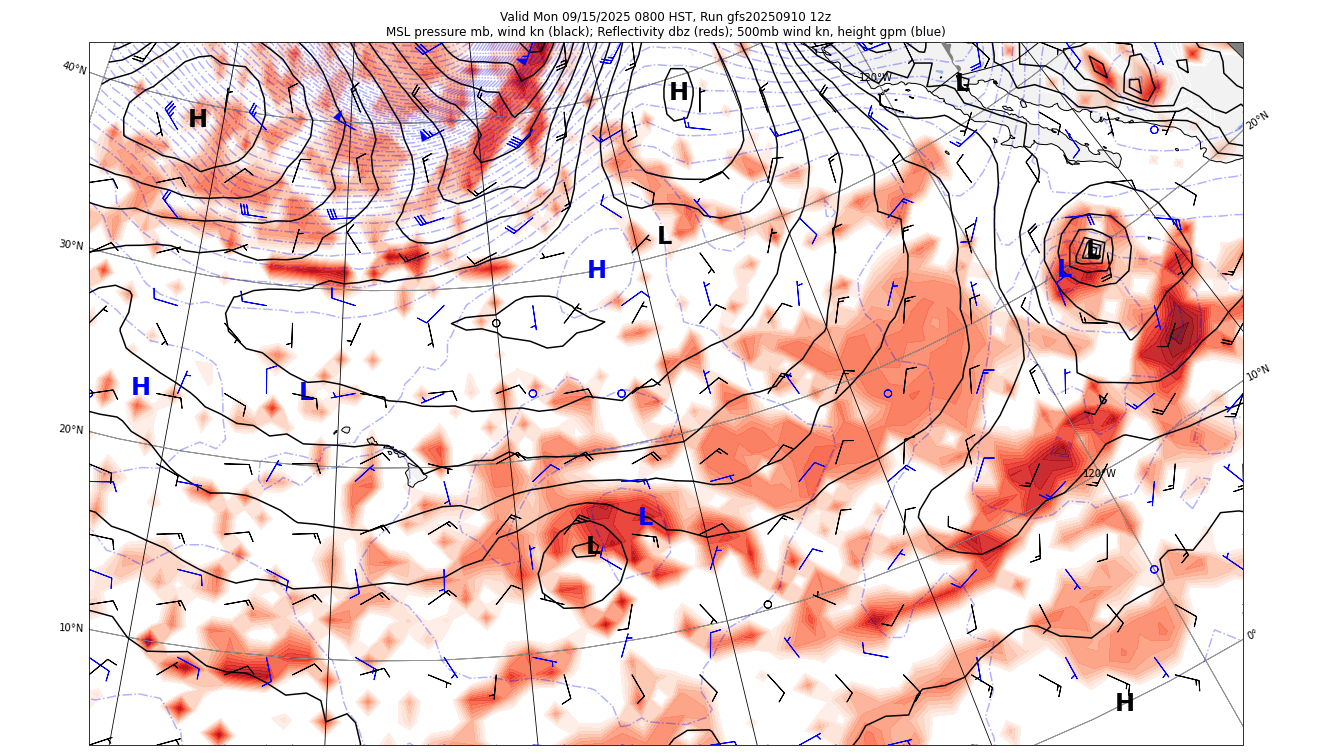 Valid Mon 09/15/2025 0800 HST, Run gfs20250910 12z
MSL pressure mb, wind kn (black); Reflectivity dbz (reds); 500mb wind kn, height gpm (blue)
40°N
120°W
L
H
H
20°N
L
30°N
H
L
L
10°N
H
L
20°N
120°W
L
L
10°N
0°
H